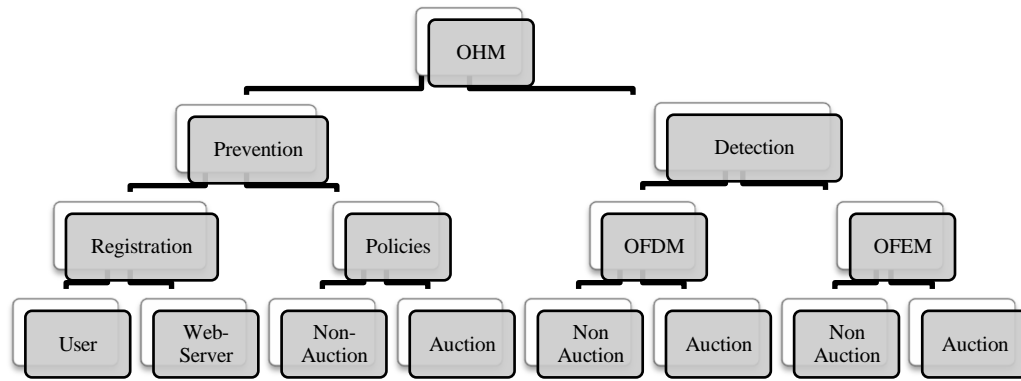 OHM
Prevention
Detection
Registration
Policies
OFDM
OFEM
User
Web-
Server
Non-
Auction
Auction
Non
Auction
Auction
Non
Auction
Auction